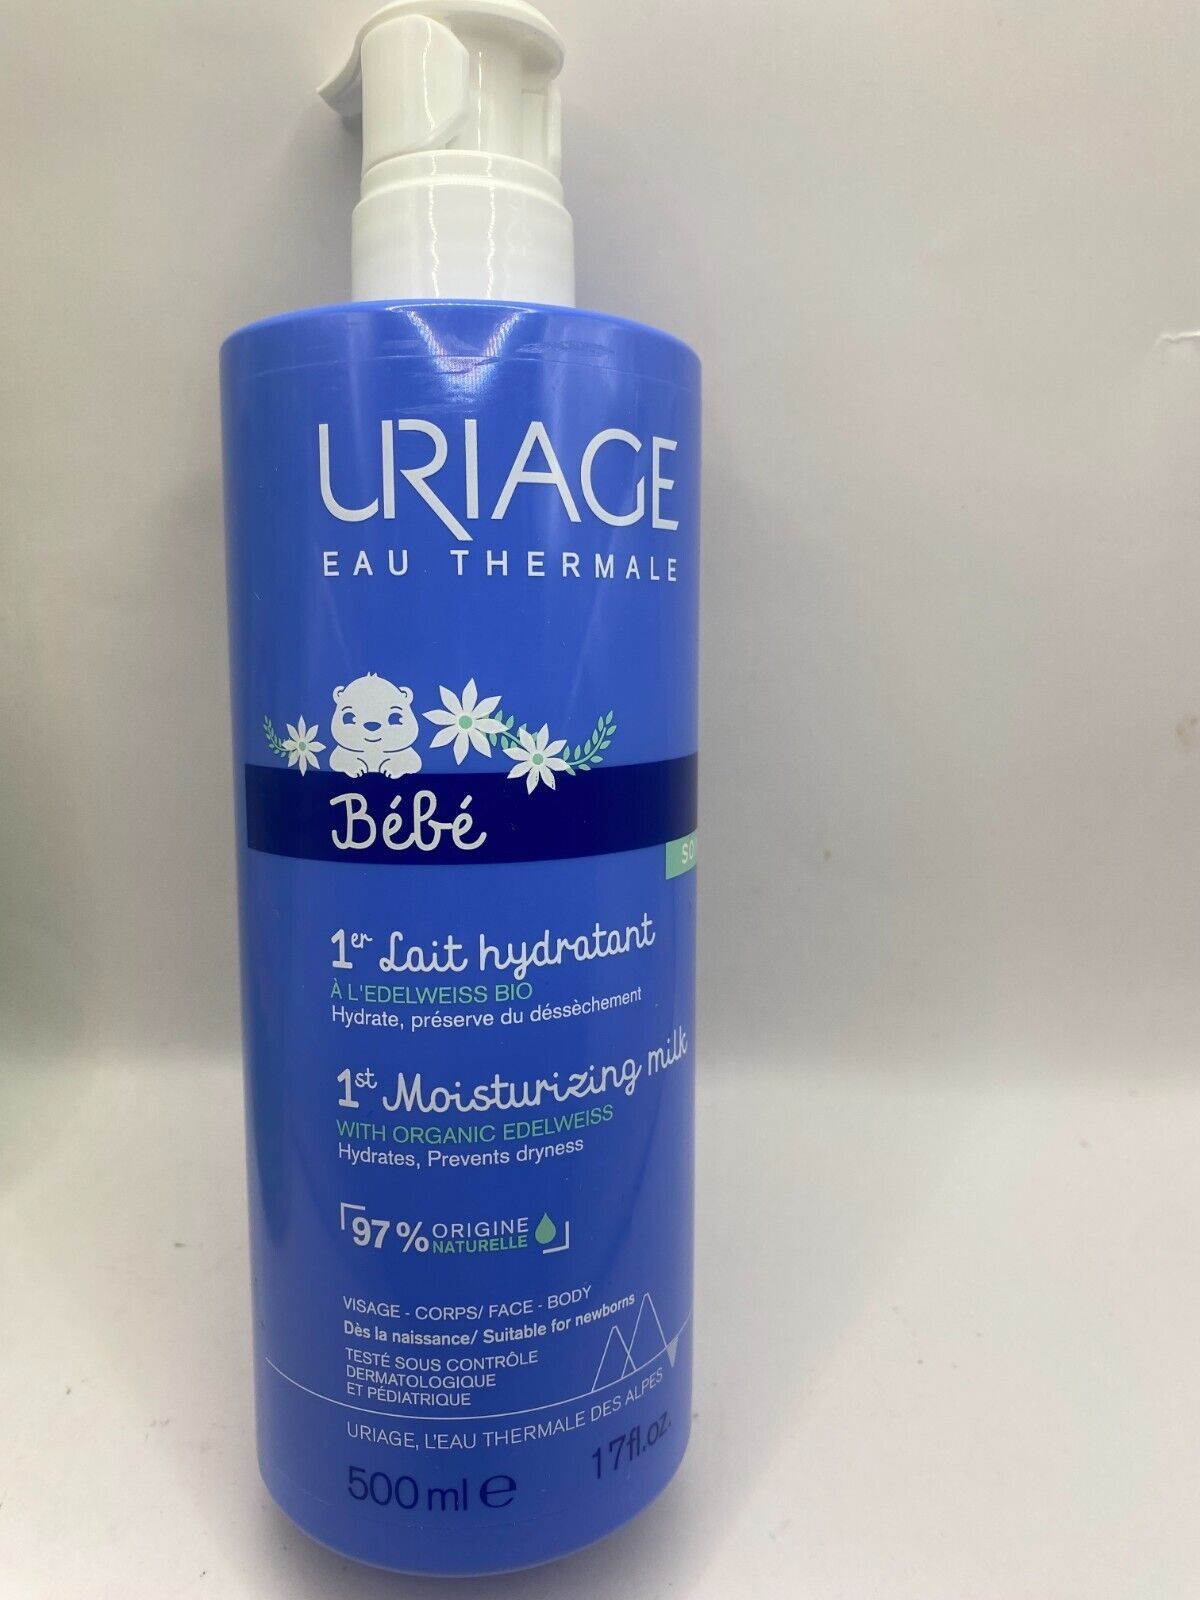 URIAGE
EAU THERMALE
Bébé
1er Lait hydratant
À L'EDELWEISS BIO
Hydrate, préserve du déssèchement
1st Moisturizing milk
WITH ORGANIC EDELWEISS
Hydrates, Prevents dryness
97% ORIGINE
NATURELLE
VISAGE - CORPS/ FACE - BODY
Dès la naissance/ Suitable for newborns
TESTÉ SOUS CONTRÔLE
DERMATOLOGIQUE
ET PÉDIATRIQUE
URIAGE, L'EAU THERMALE DES ALPES
500 ml e 17fl.oz.